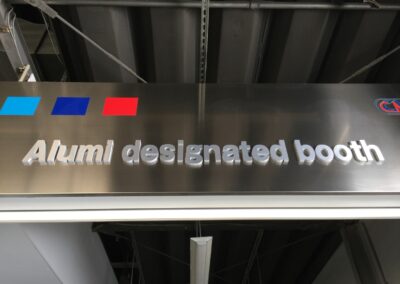 Alumi designated booth